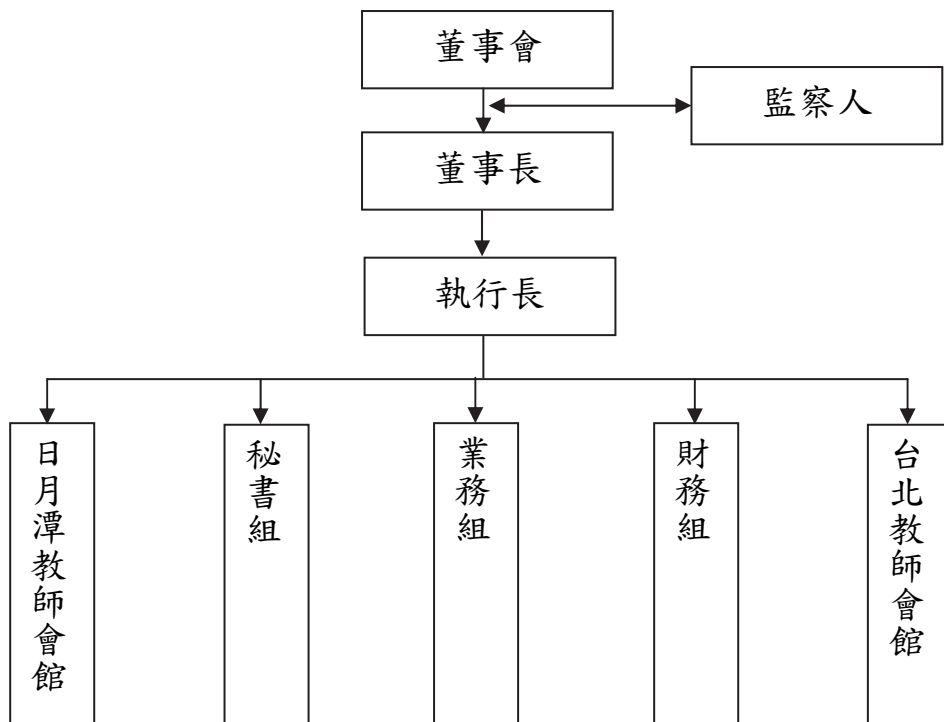 董事會
監察人
董事長
執行長
日月潭教師會館
秘書組
業務組
財務組
台北教師會館